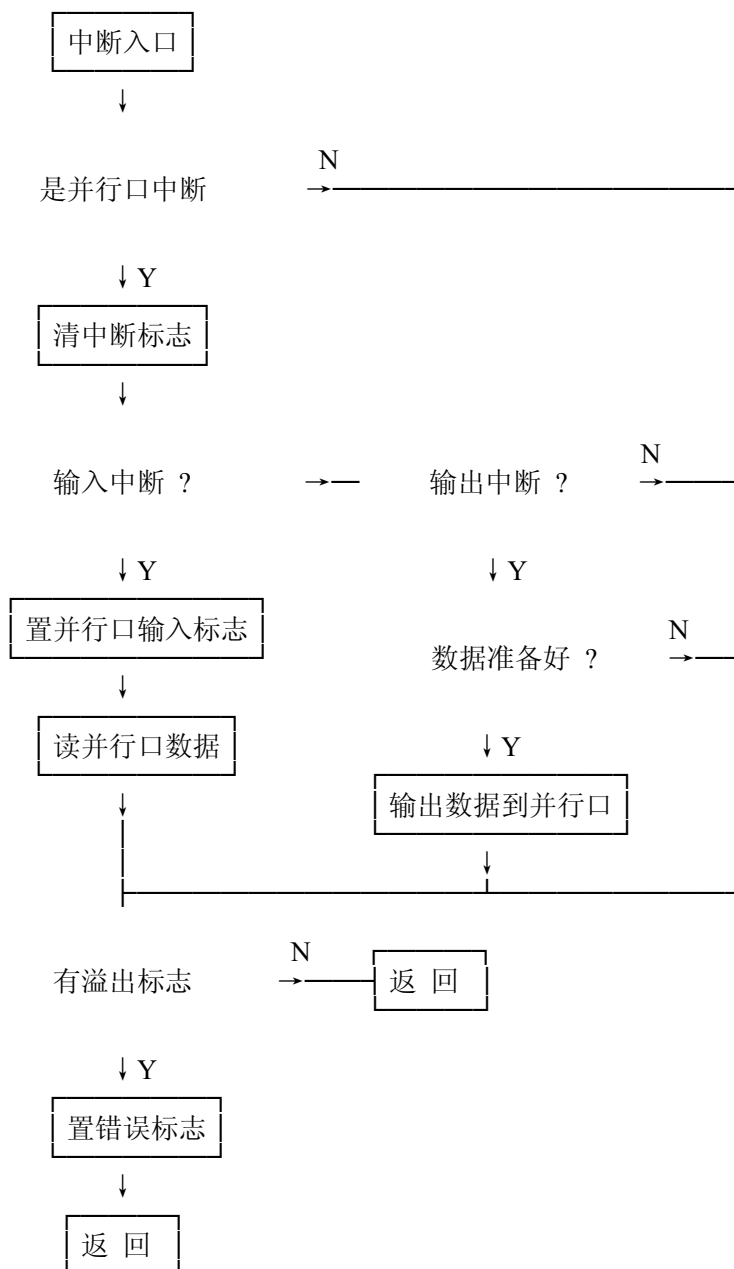 中断入口
↓
N
是并行口中断 →
↓ Y
清中断标志
↓
N
输入中断 ? → 输出中断 ? →
↓ Y ↓ Y
置并行口输入标志
N
数据准备好 ? →
↓
读并行口数据
↓ Y
输出数据到并行口
↓
↓
N
有溢出标志 → 返 回
↓ Y
置错误标志
↓
返 回